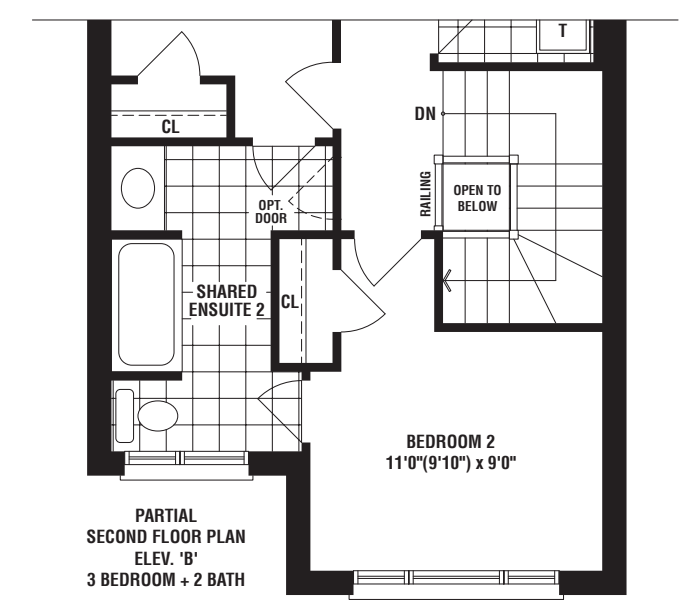 T
CL
DN
OPT.
DOOR
RAILING
OPEN TO
BELOW
SHARED
ENSUITE 2
CL
BEDROOM 2
11'0"(9'10") x 9'0"
PARTIAL
SECOND FLOOR PLAN
ELEV. 'B'
3 BEDROOM + 2 BATH